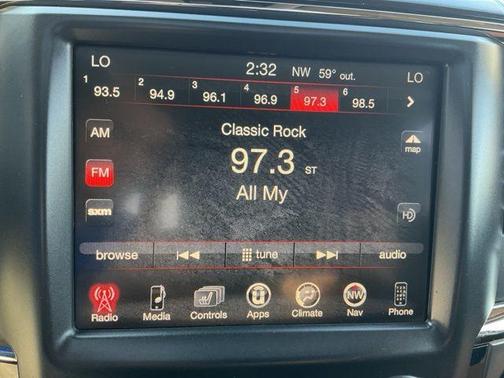 LO 2:32 NW 59° out. LO
1 93.5 2 94.9 3 96.1 4 96.9 5 97.3 6 98.5
AM Classic Rock map
FM 97.3 ST
All My
sxm HD
browse tune audio
Radio Media Controls Apps Climate NW Nav Phone